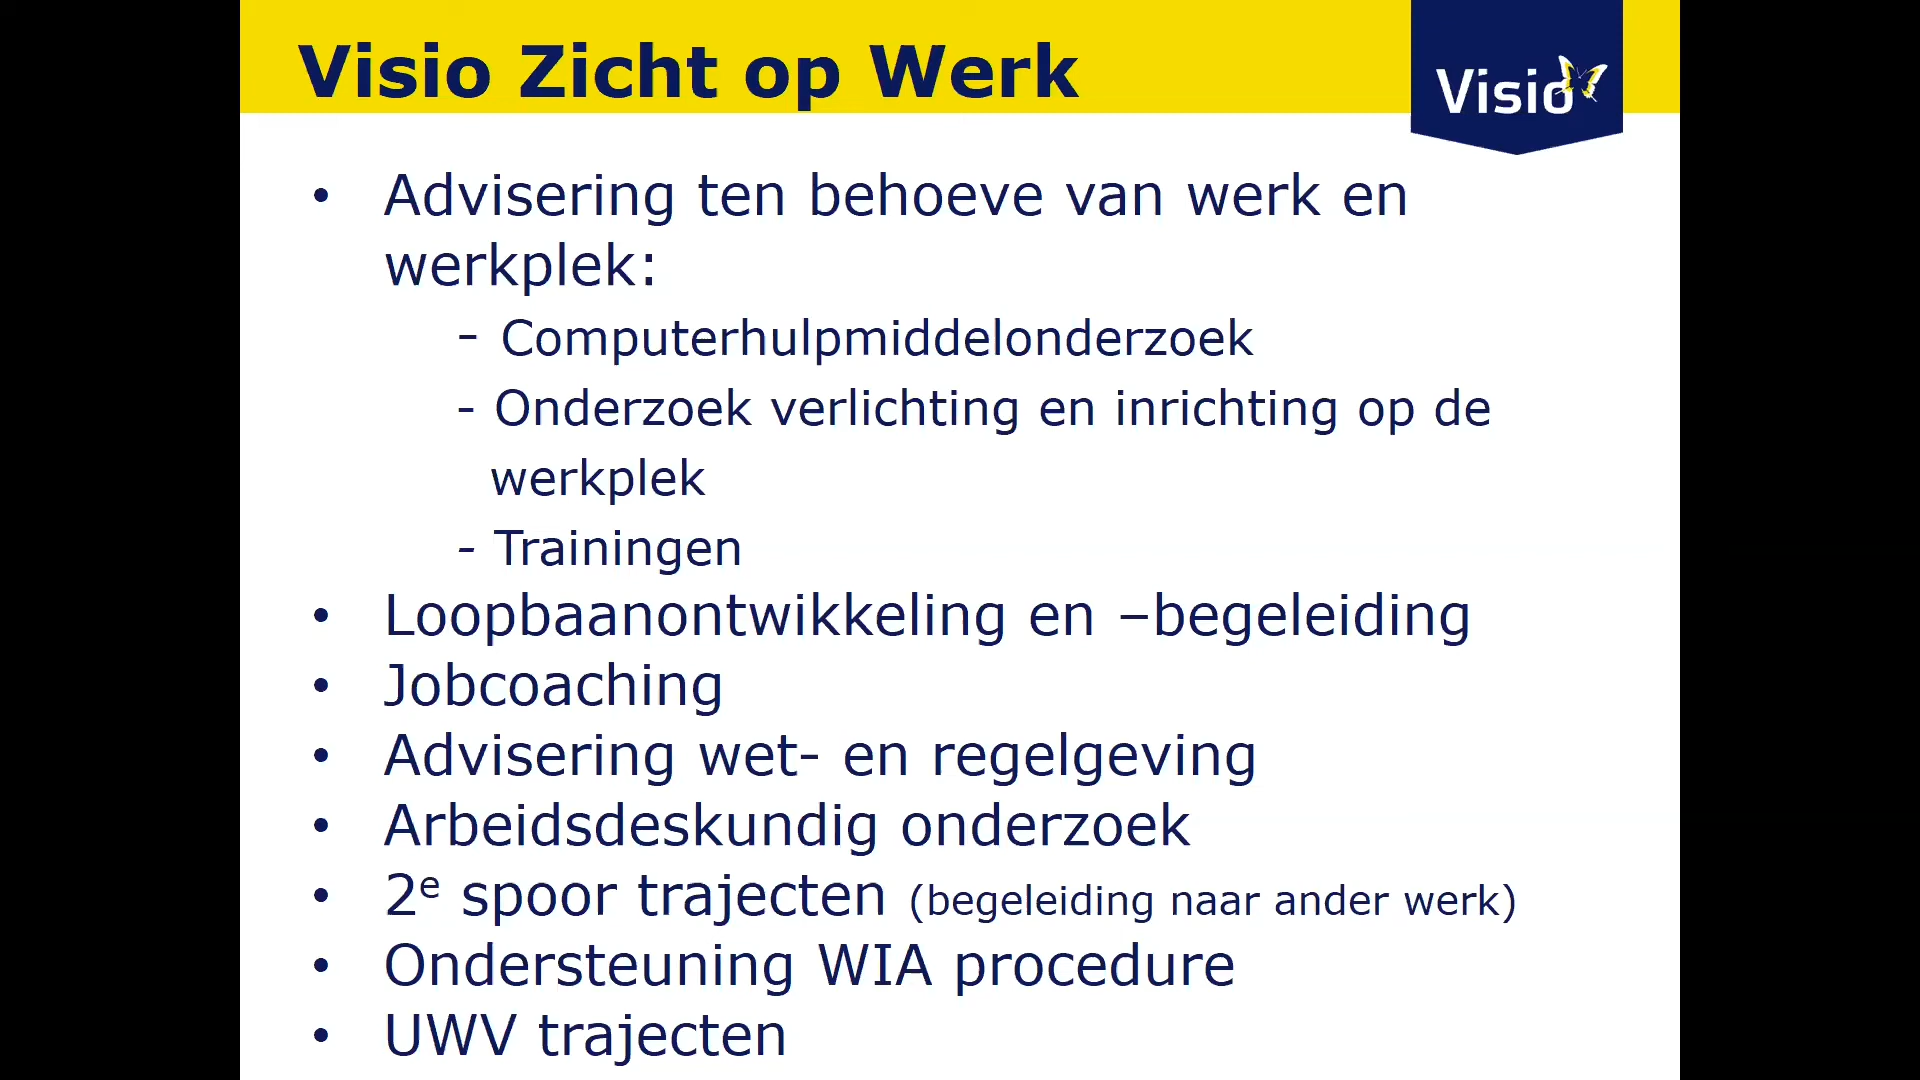 Visio Zicht op Werk
Visio
• Advisering ten behoeve van werk en
werkplek:
- Computerhulpmiddelonderzoek
- Onderzoek verlichting en inrichting op de
werkplek
- Trainingen
• Loopbaanontwikkeling en –begeleiding
• Jobcoaching
• Advisering wet- en regelgeving
• Arbeidsdeskundig onderzoek
• 2e spoor trajecten (begeleiding naar ander werk)
• Ondersteuning WIA procedure
• UWV trajecten